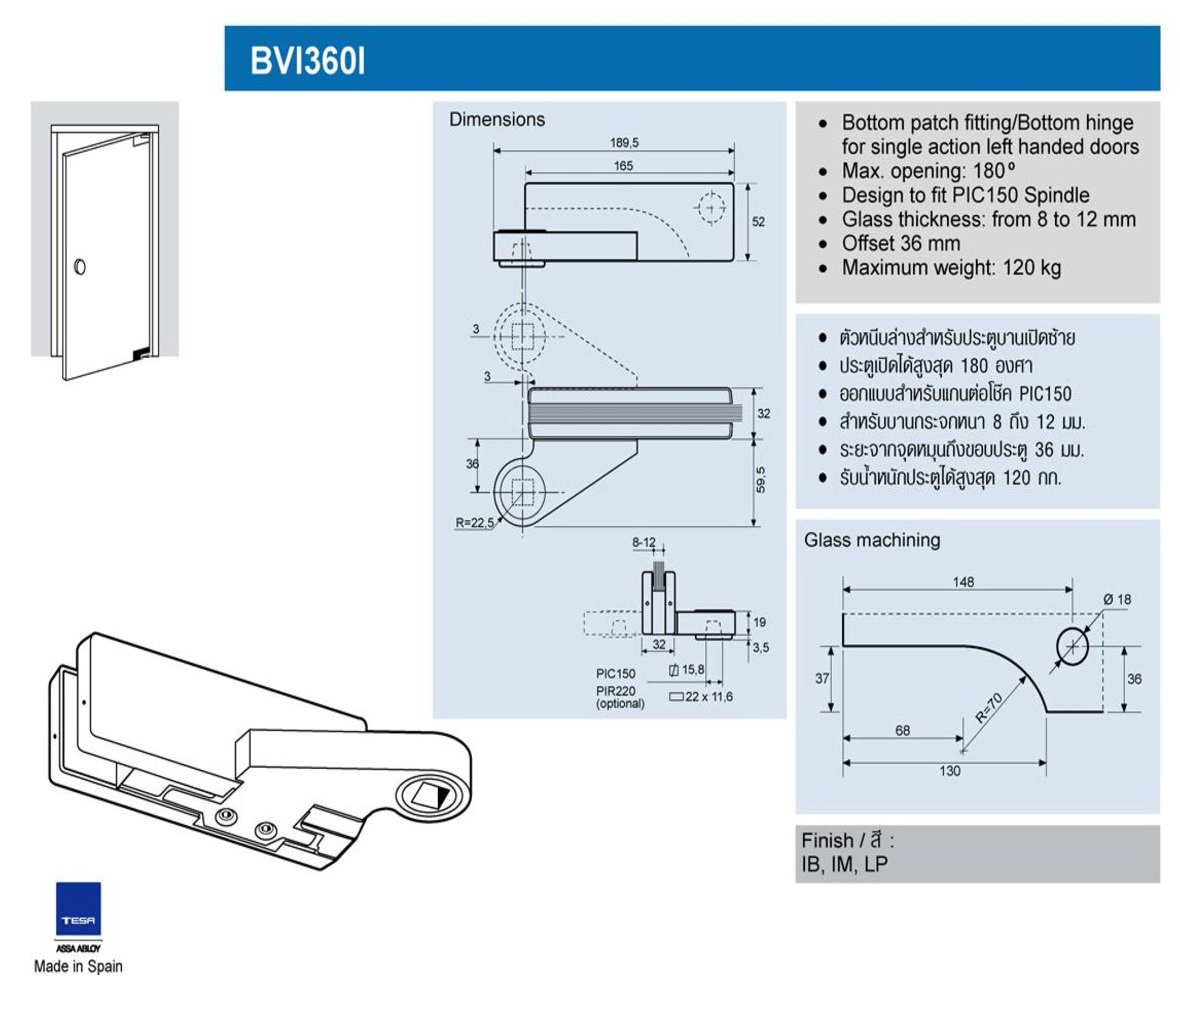 BVI360I
Dimensions
189,5
165
52
3
3
32
36
59,5
R=22,5
8-12
19
32
3,5
PIC150
15,8
PIR220
(optional)
22 x 11,6
• Bottom patch fitting/Bottom hinge
for single action left handed doors
• Max. opening: 180º
• Design to fit PIC150 Spindle
• Glass thickness: from 8 to 12 mm
• Offset 36 mm
• Maximum weight: 120 kg
• ตัวหนีบล่างสำหรับประตูบานเปิดซ้าย
• ประตูเปิดได้สูงสุด 180 องศา
• ออกแบบสำหรับแกนต่อโช๊ค PIC150
• สำหรับบานกระจกหนา 8 ถึง 12 มม.
• ระยะจากจุดหมุนถึงขอบประตู 36 มม.
• รับน้ำหนักประตูได้สูงสุด 120 กก.
Glass machining
148
Ø 18
37
36
R=70
68
130
Finish / สี :
IB, IM, LP
TESA
ASSA ABLOY
Made in Spain